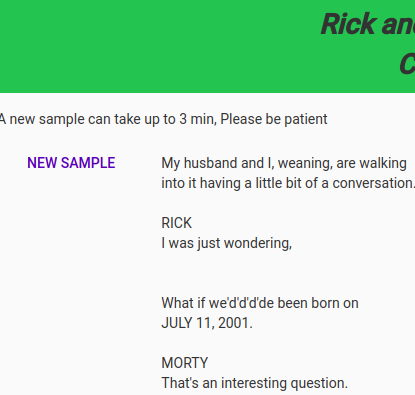 Rick an
C
A new sample can take up to 3 min, Please be patient
NEW SAMPLE
My husband and I, weaning, are walking
into it having a little bit of a conversation.
RICK
I was just wondering,
What if we'd'd'd'de been born on
JULY 11, 2001.
MORTY
That's an interesting question.